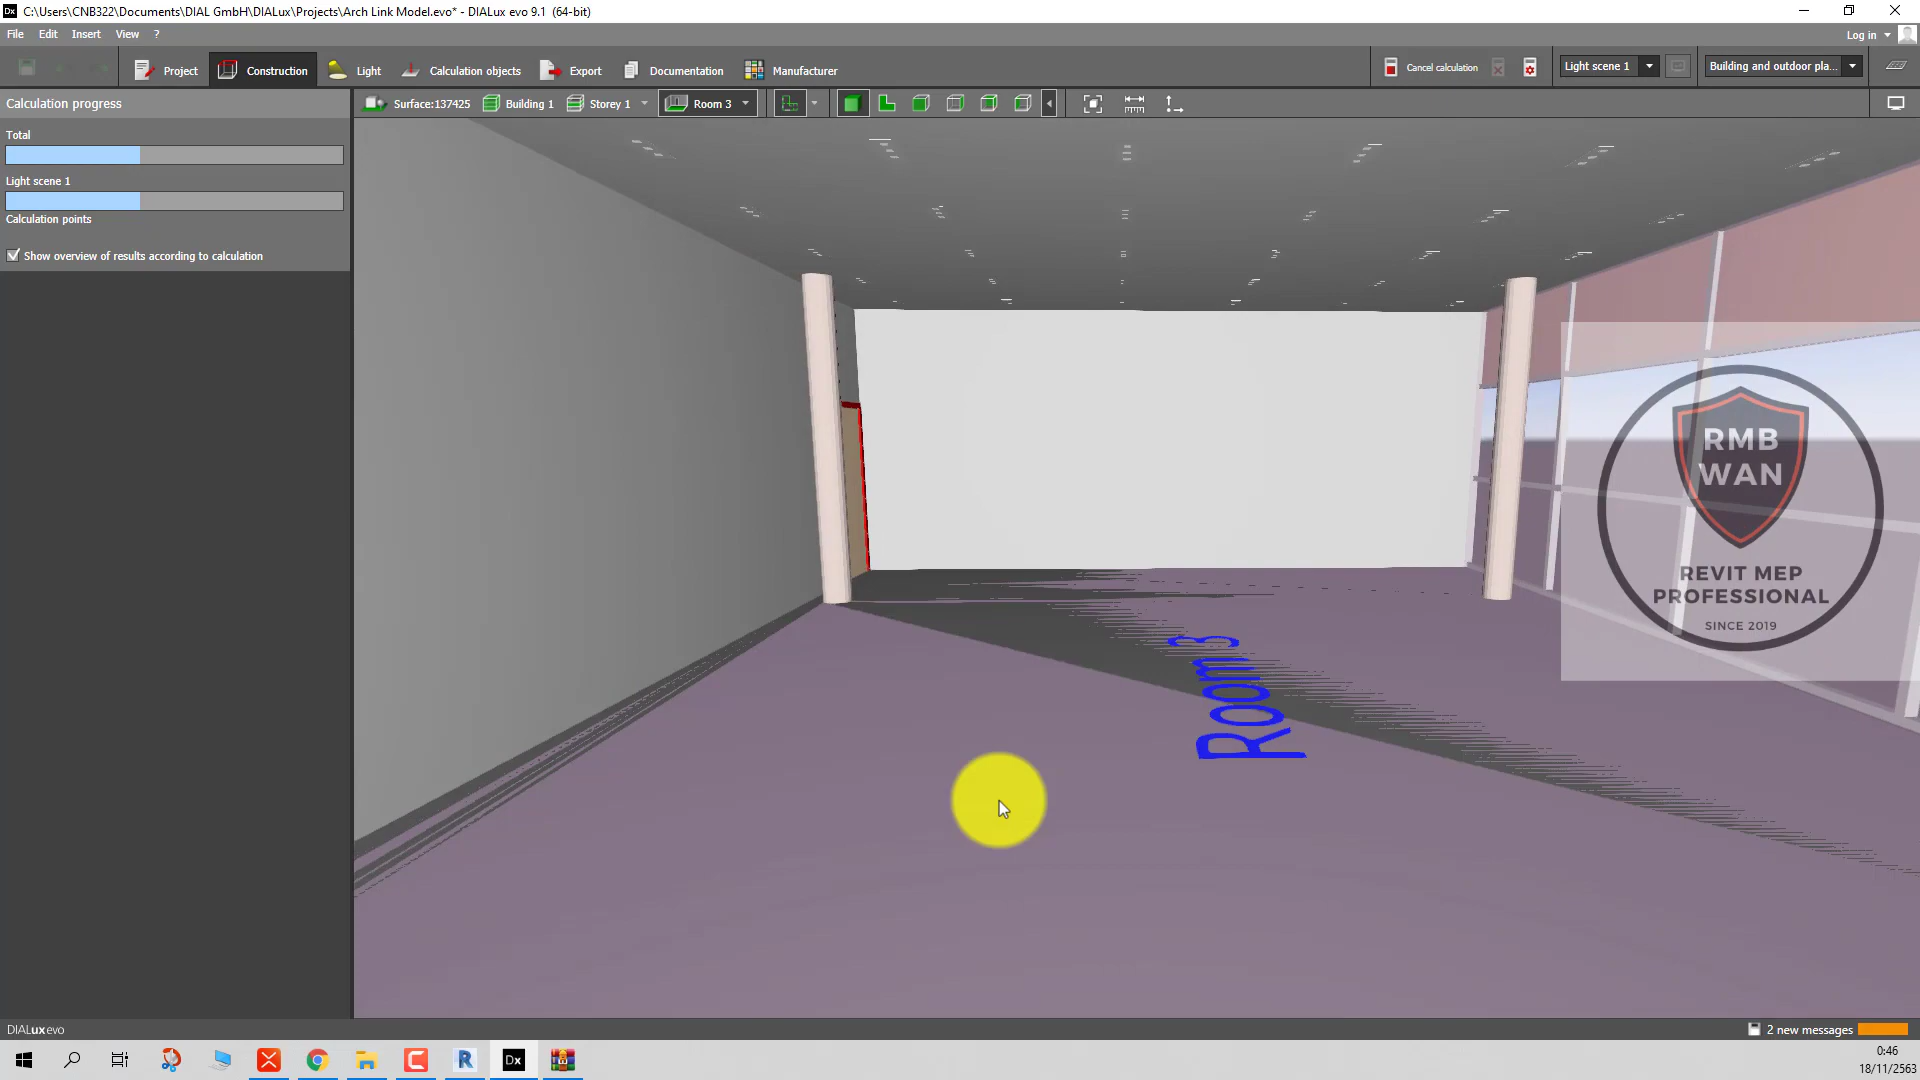 C:\Users\CNB322\Documents\DIAL GmbH\DIALux\Projects\Arch Link Model.evo* - DIALux evo 9.1 (64-bit)
File Edit Insert View ?
Log in
Project Construction Light Calculation objects Export Documentation Manufacturer
Cancel calculation Light scene 1 Building and outdoor pla...
Calculation progress
Surface:137425 Building 1 Storey 1 Room 3
Total
Light scene 1
Calculation points
Show overview of results according to calculation
Room 3
RMB
WAN
REVIT MEP
PROFESSIONAL
SINCE 2019
DIALux evo
2 new messages
0:46
18/11/2563